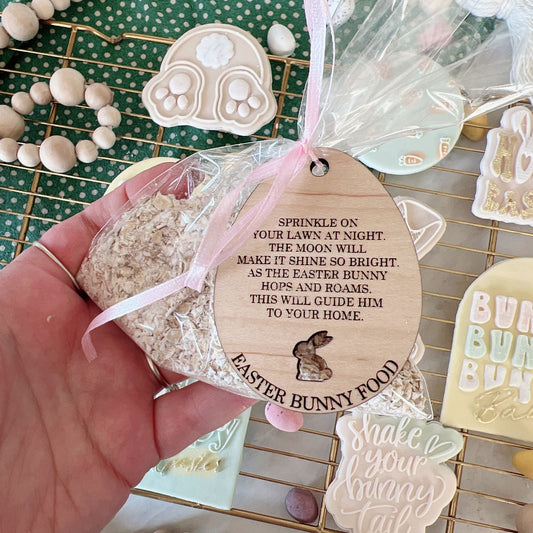 SPRINKLE ON
YOUR LAWN AT NIGHT.
THE MOON WILL
MAKE IT SHINE SO BRIGHT.
AS THE EASTER BUNNY
HOPS AND ROAMS.
THIS WILL GUIDE HIM
TO YOUR HOME.
EASTER BUNNY FOOD
shake
your
bunny
tail